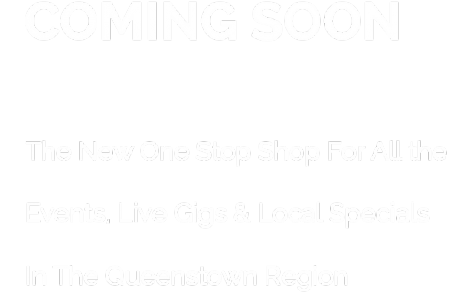 COMING SOON
The New One Stop Shop For All the
Events, Live Gigs & Local Specials
In The Queenstown Region